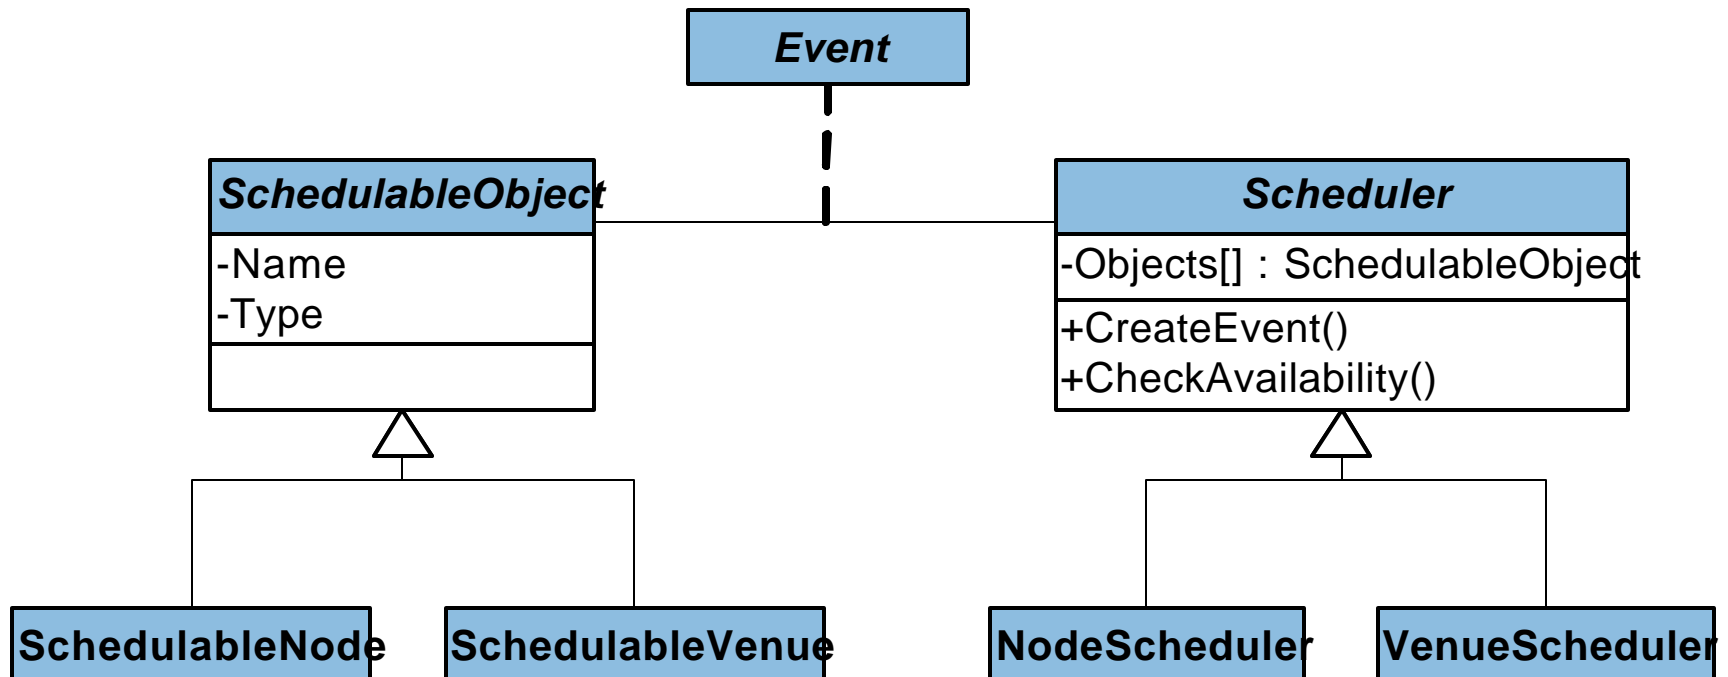 Event
SchedulableObject
-Name
-Type
Scheduler
-Objects[] : SchedulableObject
+CreateEvent()
+CheckAvailability()
SchedulableNode
SchedulableVenue
NodeScheduler
VenueScheduler